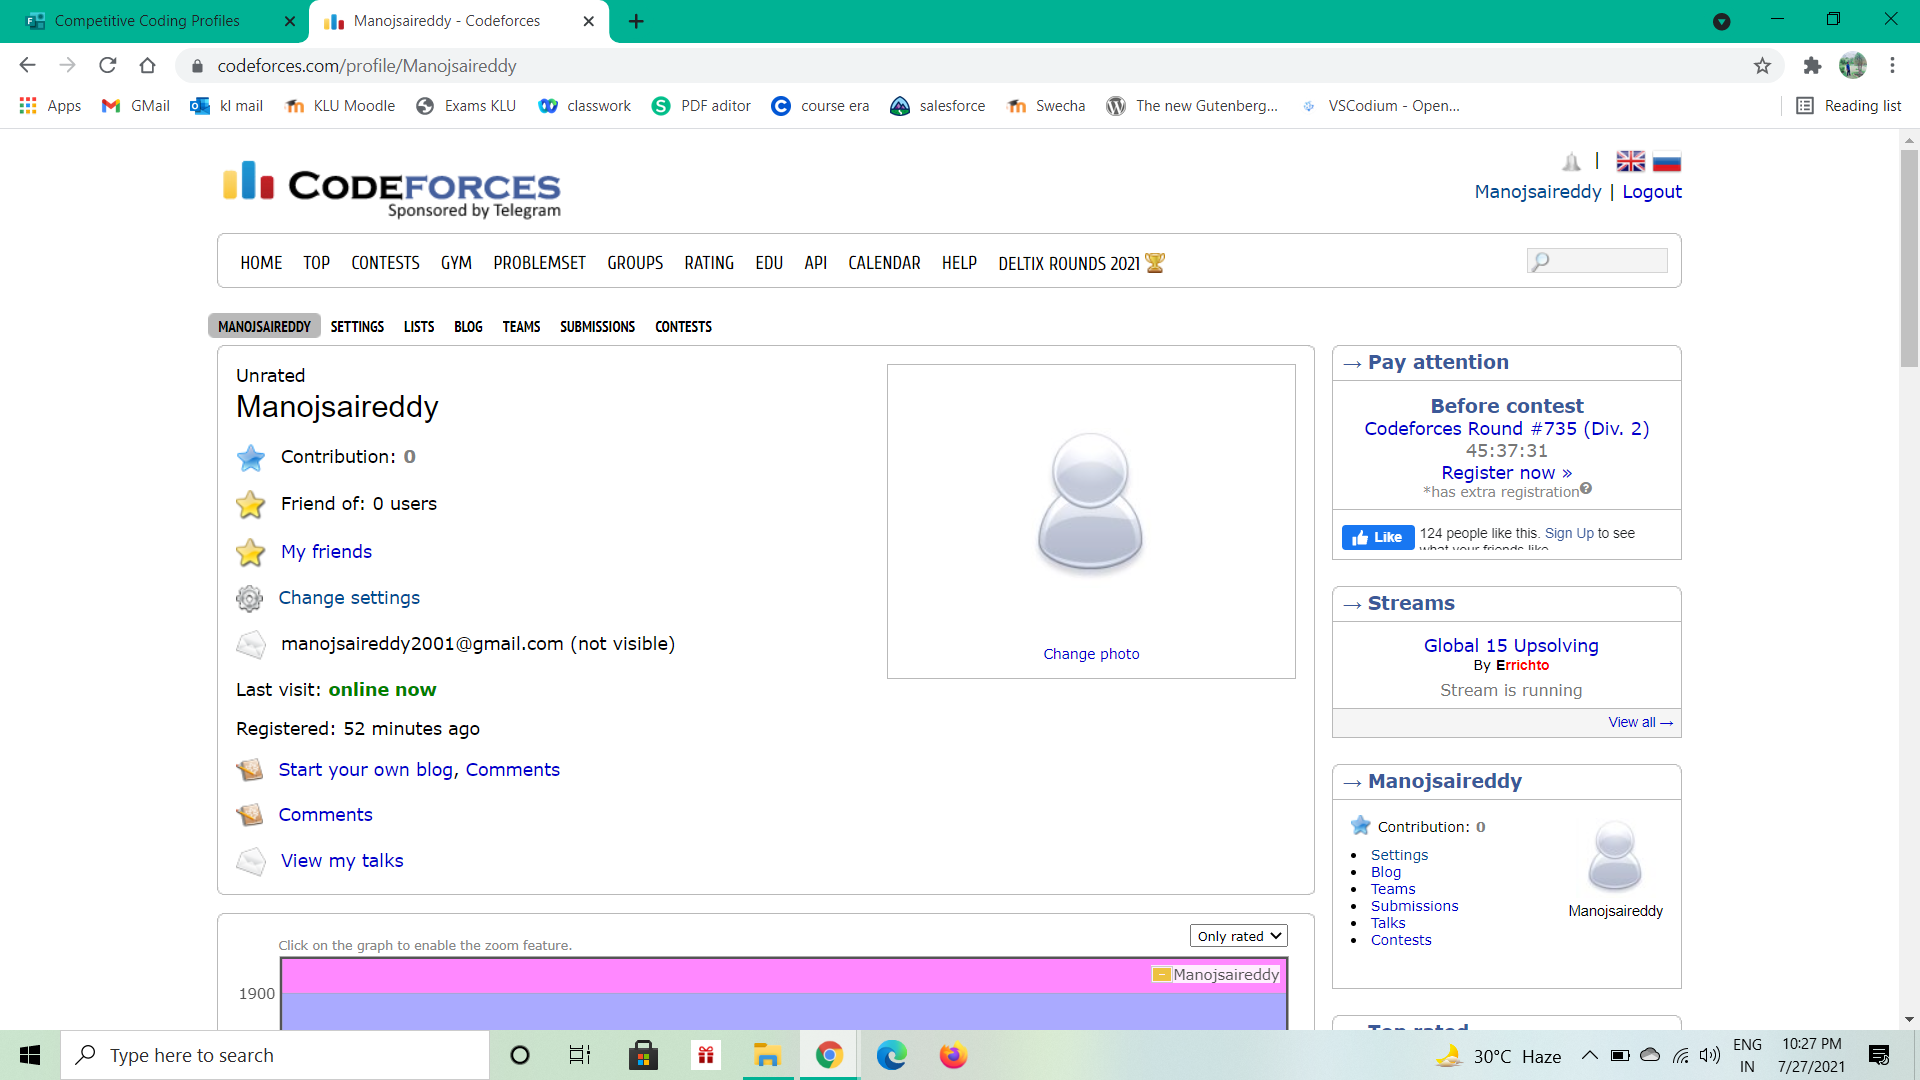 Competitive Coding Profiles
Manojsaireddy - Codeforces
codeforces.com/profile/Manojsaireddy
Apps GMail kl mail KLU Moodle Exams KLU classwork PDF aditor course era salesforce Swecha The new Gutenberg... VSCodium - Open... Reading list
CODEFORCES
Sponsored by Telegram
Manojsaireddy | Logout
HOME TOP CONTESTS GYM PROBLEMSET GROUPS RATING EDU API CALENDAR HELP DELTIX ROUNDS 2021
MANOJSAIREDDY SETTINGS LISTS BLOG TEAMS SUBMISSIONS CONTESTS
Unrated
Manojsaireddy
Contribution: 0
Friend of: 0 users
My friends
Change settings
manojsaireddy2001@gmail.com (not visible)
Last visit: online now
Registered: 52 minutes ago
Start your own blog, Comments
Comments
View my talks
Change photo
→ Pay attention
Before contest
Codeforces Round #735 (Div. 2)
45:37:31
Register now »
*has extra registration
Like 124 people like this. Sign Up to see
what your friends like.
→ Streams
Global 15 Upsolving
By Errichto
Stream is running
View all →
→ Manojsaireddy
Contribution: 0
Settings
Blog
Teams
Submissions
Talks
Contests
Manojsaireddy
Top rated
Click on the graph to enable the zoom feature.
Only rated
Manojsaireddy
1900
Type here to search
30°C Haze
ENG
IN
10:27 PM
7/27/2021